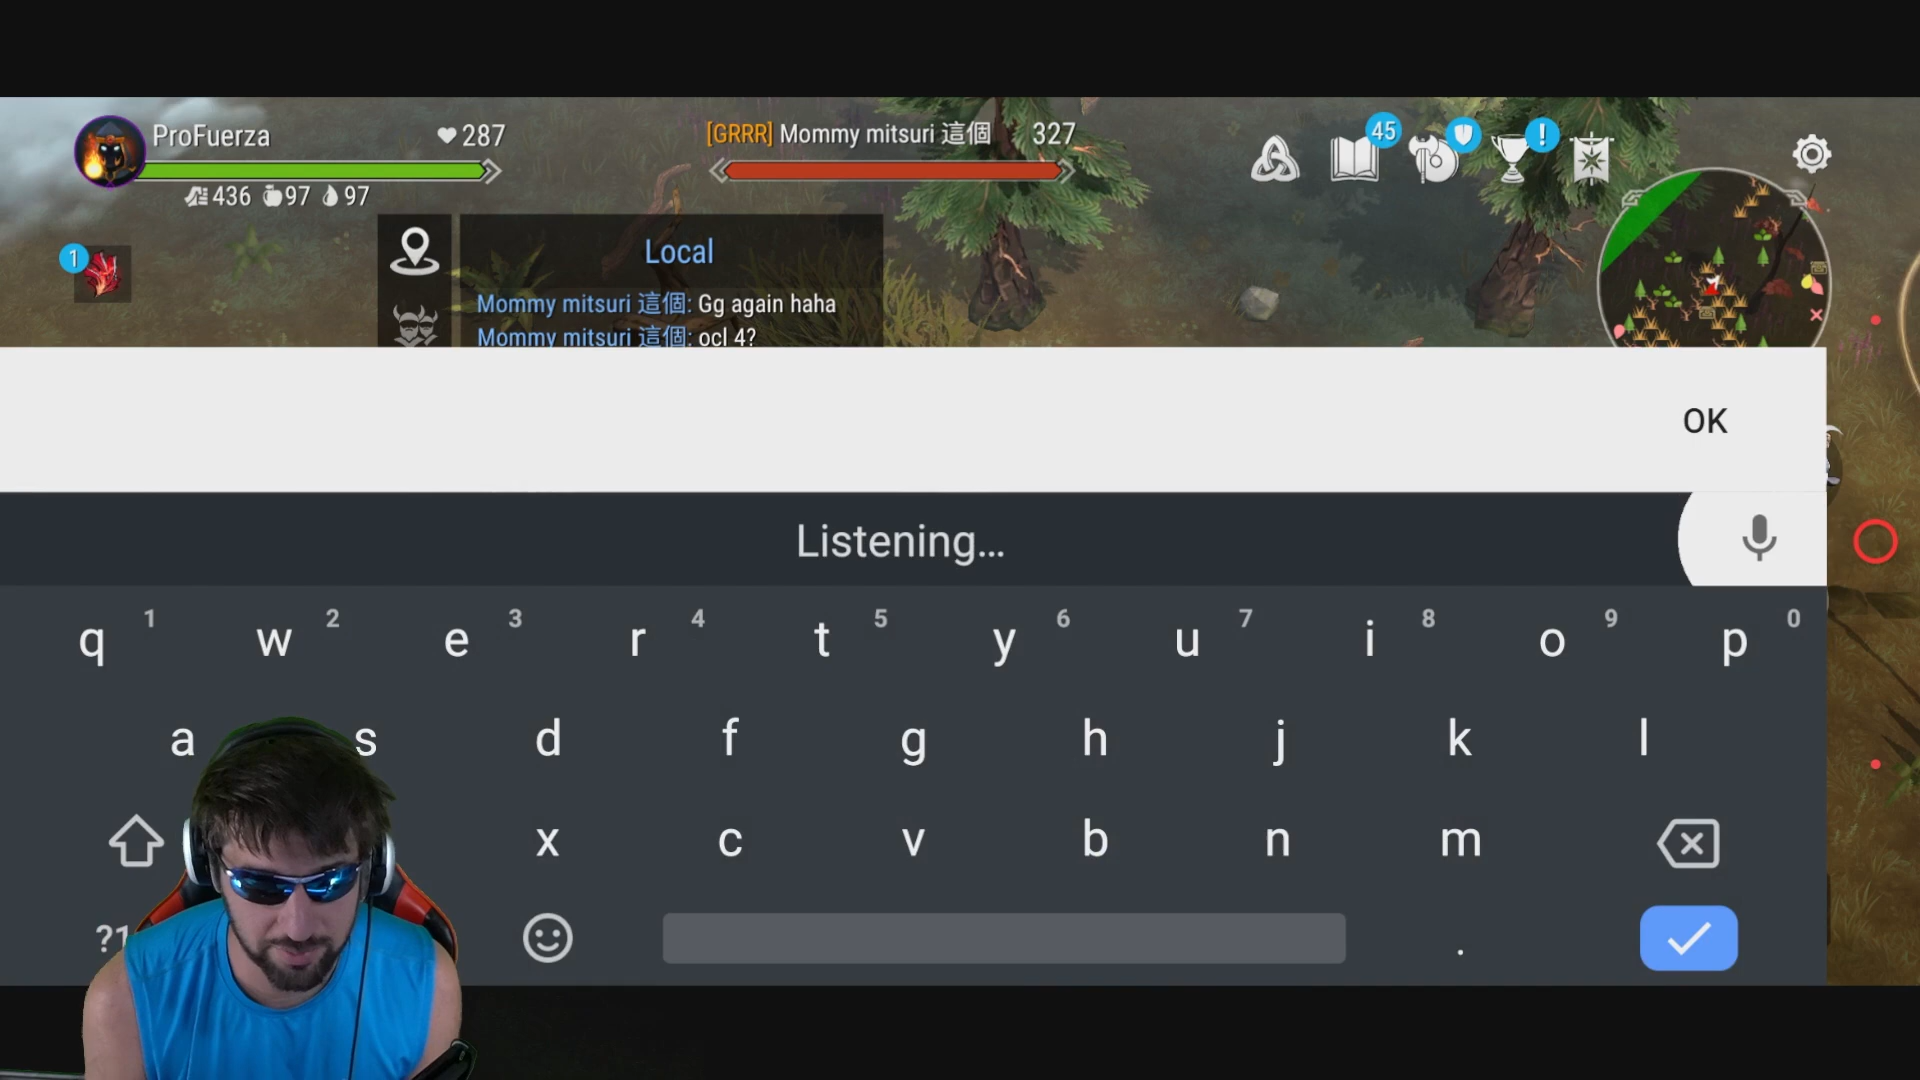 ProFuerza
287
[GRRR] Mommy mitsuri 這個
327
45
!
436 97 97
1
Local
Mommy mitsuri 這個: Gg again haha
Mommy mitsuri 這個: ocl 4?
OK
Listening...
q 1 w 2 e 3 r 4 t 5 y 6 u 7 i 8 o 9 p 0
a s d f g h j k l
x c v b n m
?1 .